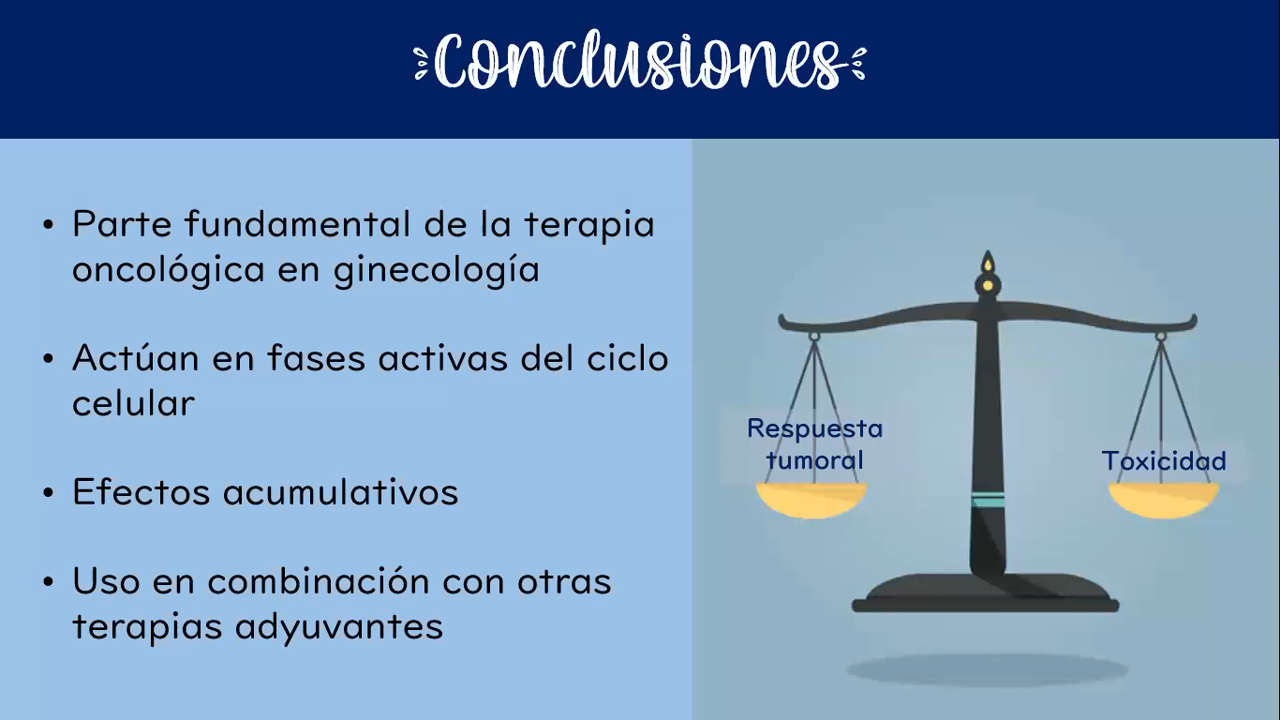 Conclusiones
• Parte fundamental de la terapia
oncológica en ginecología
• Actúan en fases activas del ciclo
celular
• Efectos acumulativos
• Uso en combinación con otras
terapias adyuvantes
Respuesta
tumoral
Toxicidad